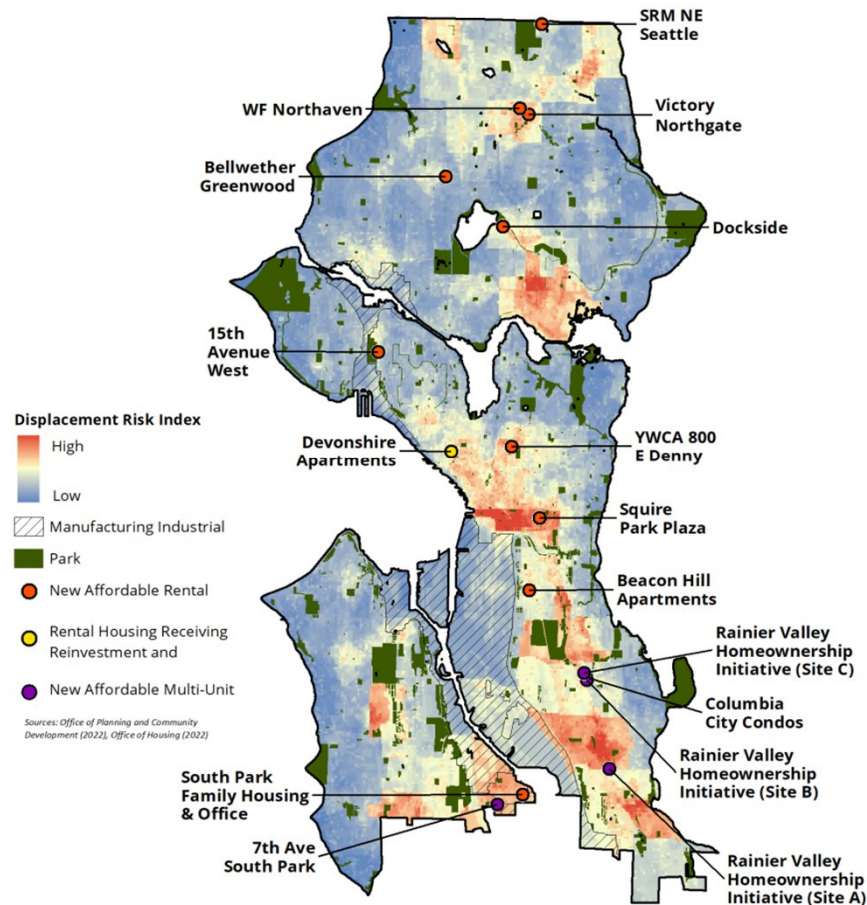 SRM NE
Seattle
WF Northaven
Victory
Northgate
Bellwether
Greenwood
Dockside
15th
Avenue
West
Displacement Risk Index
High
Low
Manufacturing Industrial
Park
New Affordable Rental
Rental Housing Receiving
Reinvestment and
New Affordable Multi-Unit
Sources: Office of Planning and Community
Development (2022), Office of Housing (2022)
Devonshire
Apartments
YWCA 800
E Denny
Squire
Park Plaza
Beacon Hill
Apartments
Rainier Valley
Homeownership
Initiative (Site C)
Columbia
City Condos
Rainier Valley
Homeownership
Initiative (Site B)
South Park
Family Housing
& Office
7th Ave
South Park
Rainier Valley
Homeownership
Initiative (Site A)